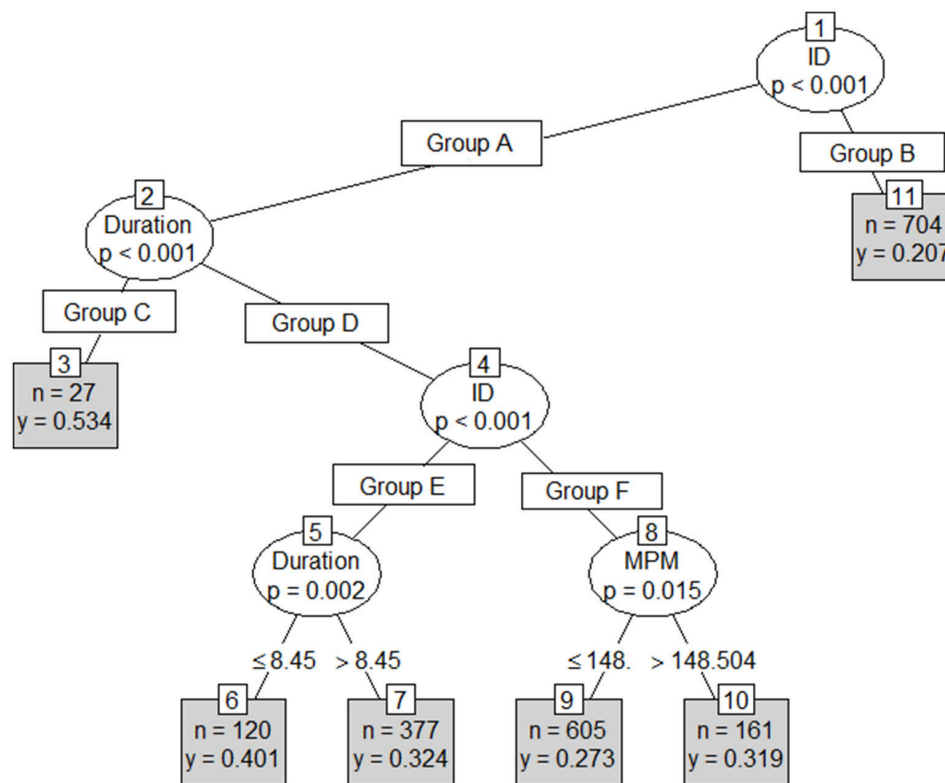 1
ID
p < 0.001
Group A
Group B
2
Duration
p < 0.001
11
n = 704
y = 0.207
Group C
Group D
3
n = 27
y = 0.534
4
ID
p < 0.001
Group E
Group F
5
Duration
p = 0.002
8
MPM
p = 0.015
≤ 8.45
> 8.45
≤ 148.
> 148.504
6
n = 120
y = 0.401
7
n = 377
y = 0.324
9
n = 605
y = 0.273
10
n = 161
y = 0.319